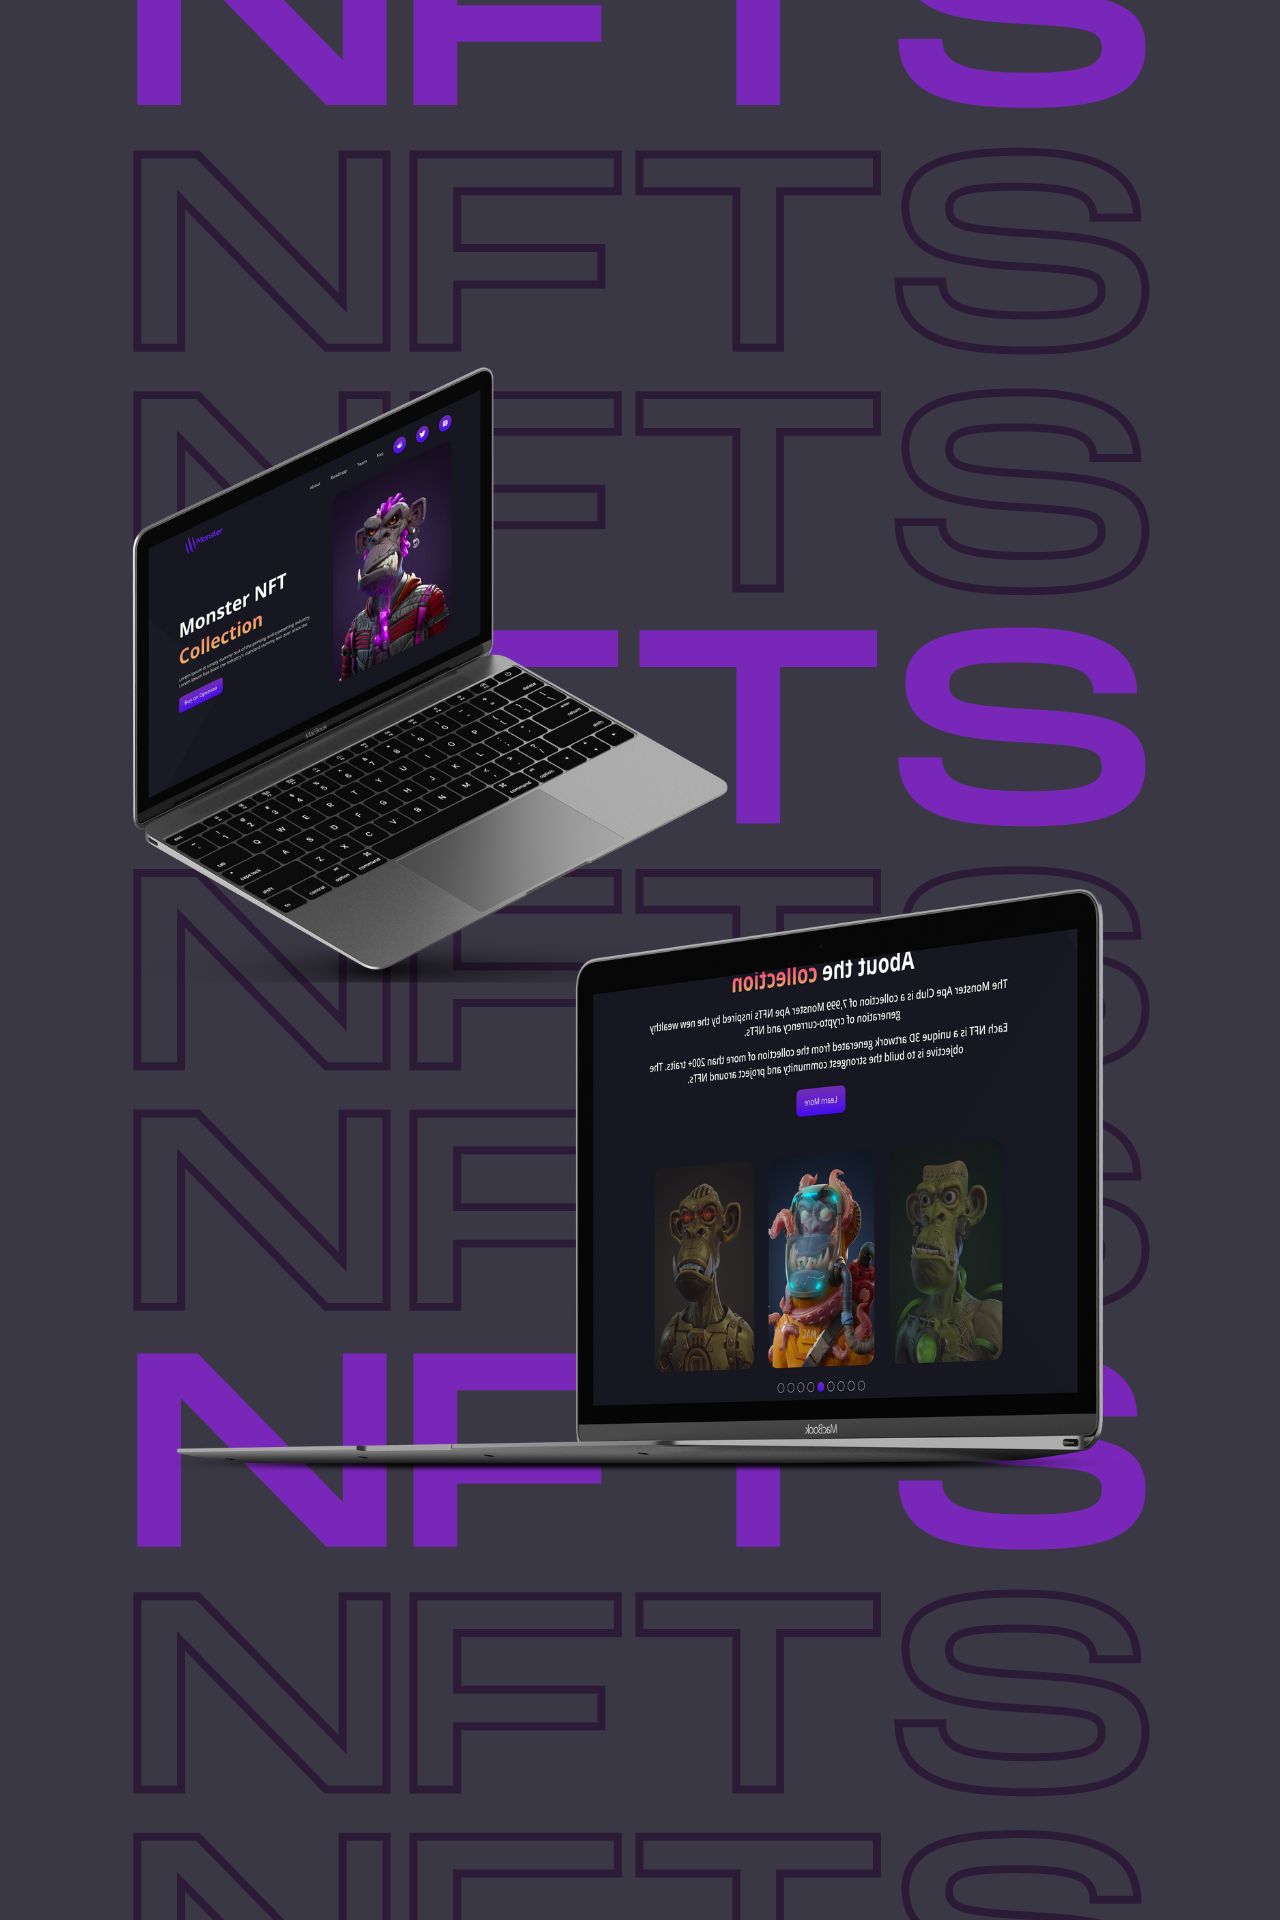 NFTS
NFTS
NFTS
About
Roadmap
Team
Faq
Monster
Monster NFT
Collection
Lorem Ipsum is simply dummy text of the printing and typesetting industry.
Lorem Ipsum has been the industry's standard dummy text ever since the
Buy on Opensea
MacBook
NFTS
NFTS
About the collection
The Monster Ape Club is a collection of 7,999 Monster Ape NFTs inspired by the new wealthy
generation of crypto-currency and NFTs.
Each NFT is a unique 3D artwork generated from the collection of more than 200+ traits. The
objective is to build the strongest community and project around NFTs.
Learn More
MAC
MacBook
NFTS
NFTS
NFTS
NFTS